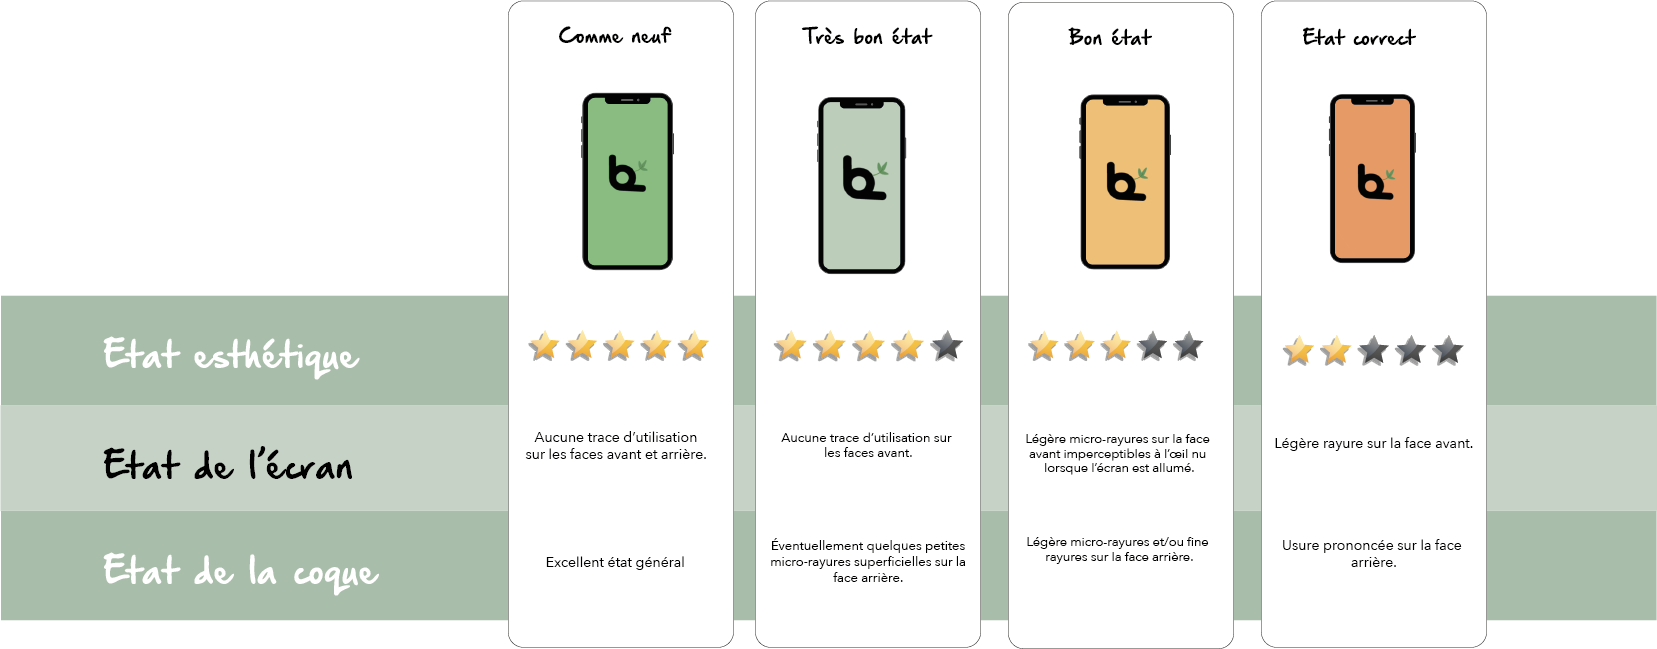 Comme neuf
Très bon état
Bon état
Etat correct
Etat esthétique
Etat de l'écran
Aucune trace d'utilisation
sur les faces avant et arrière.
Aucune trace d'utilisation sur
les faces avant.
Légère micro-rayures sur la face
avant imperceptibles à l'œil nu
lorsque l'écran est allumé.
Légère rayure sur la face avant.
Etat de la coque
Excellent état général
Éventuellement quelques petites
micro-rayures superficielles sur la
face arrière.
Légère micro-rayures et/ou fine
rayures sur la face arrière.
Usure prononcée sur la face
arrière.